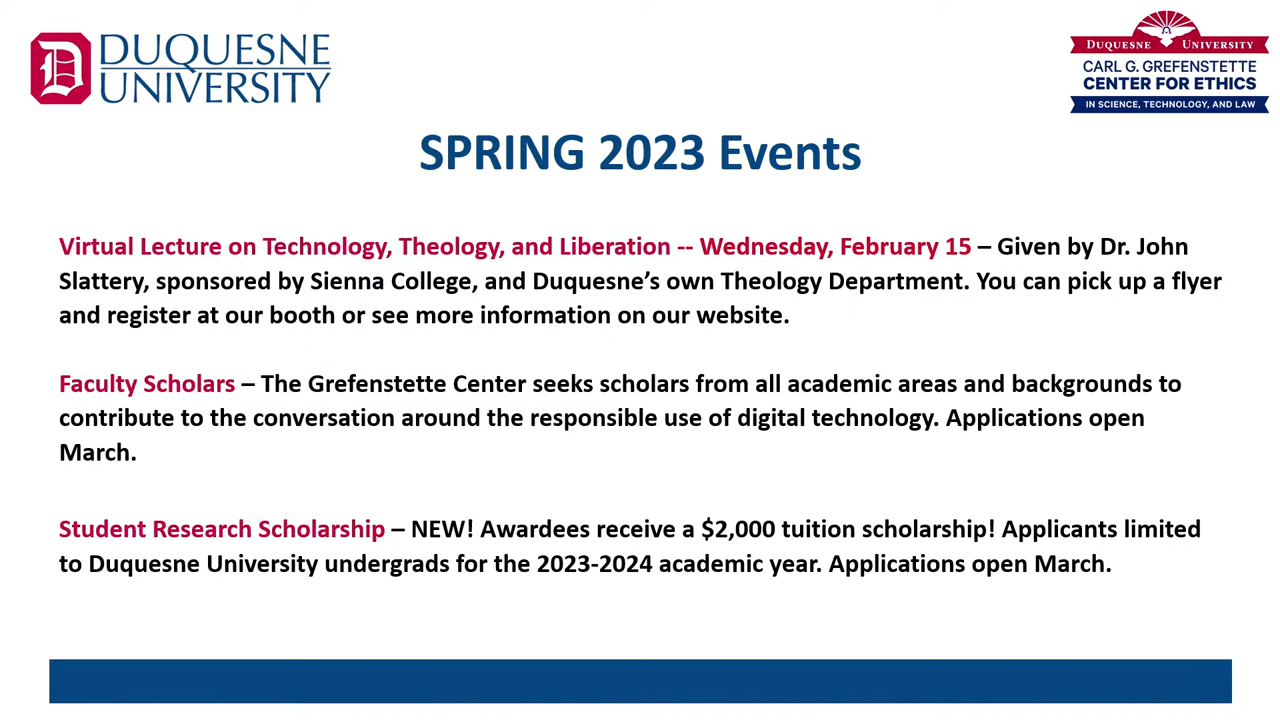 DUQUESNE
UNIVERSITY
DUQUESNE UNIVERSITY
CARL G. GREFENSTETTE
CENTER FOR ETHICS
IN SCIENCE, TECHNOLOGY, AND LAW
SPRING 2023 Events
Virtual Lecture on Technology, Theology, and Liberation -- Wednesday, February 15 – Given by Dr. John
Slattery, sponsored by Sienna College, and Duquesne’s own Theology Department. You can pick up a flyer
and register at our booth or see more information on our website.
Faculty Scholars – The Grefenstette Center seeks scholars from all academic areas and backgrounds to
contribute to the conversation around the responsible use of digital technology. Applications open
March.
Student Research Scholarship – NEW! Awardees receive a $2,000 tuition scholarship! Applicants limited
to Duquesne University undergrads for the 2023-2024 academic year. Applications open March.